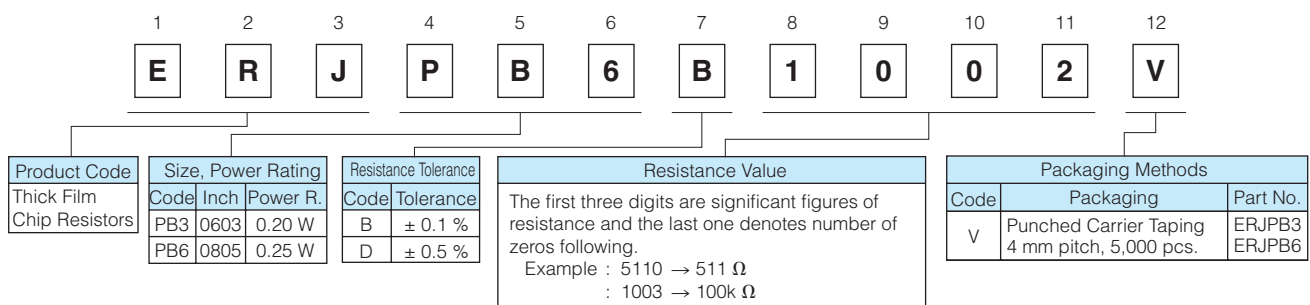 1 2 3 4 5 6 7 8 9 10 11 12
E R J P B 6 B 1 0 0 2 V
Product Code
Thick Film
Chip Resistors
Size, Power Rating
Code Inch Power R.
PB3 0603 0.20 W
PB6 0805 0.25 W
Resistance Tolerance
Code Tolerance
B ± 0.1 %
D ± 0.5 %
Resistance Value
The first three digits are significant figures of
resistance and the last one denotes number of
zeros following.
Example : 5110 → 511 Ω
: 1003 → 100k Ω
Packaging Methods
Code Packaging Part No.
V Punched Carrier Taping
4 mm pitch, 5,000 pcs.
ERJPB3
ERJPB6